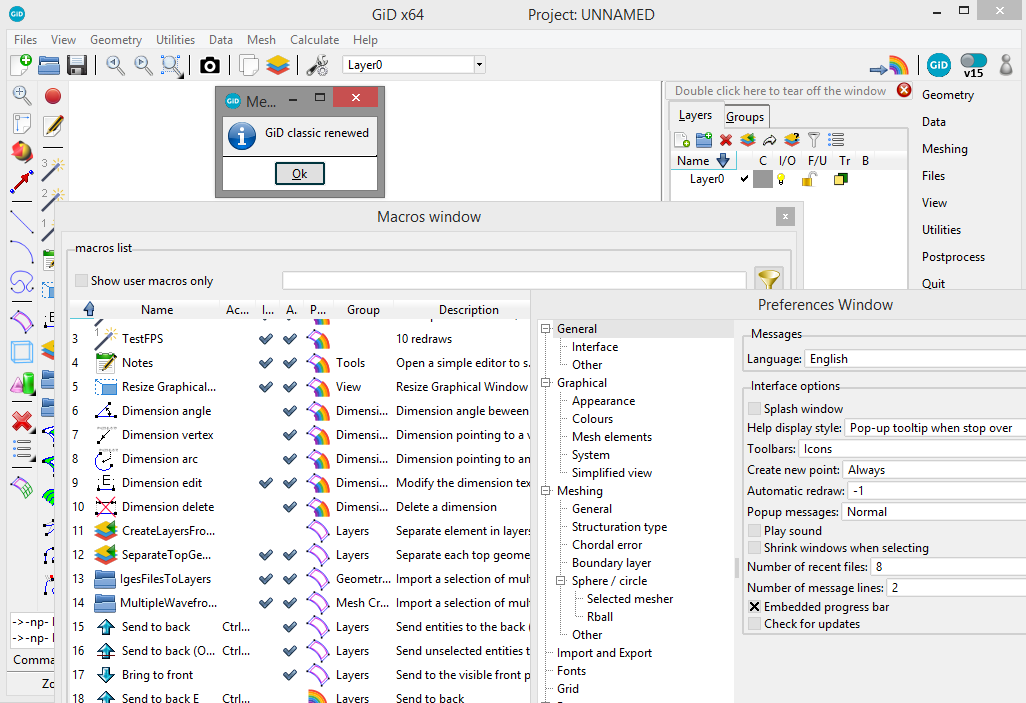 GiD
GiD x64
Project: UNNAMED
Files View Geometry Utilities Data Mesh Calculate Help
Layer0
GiD
v15
Double click here to tear off the window
Layers Groups
Name C I/O F/U Tr B
Layer0
Geometry
Data
Meshing
Files
View
Utilities
Postprocess
Quit
GiD Me...
GiD classic renewed
Ok
3
2
1
Macros window
macros list
Show user macros only
Name Ac... I... A. P... Group Description
3 TestFPS 10 redraws
4 Notes Tools Open a simple editor to s.
5 Resize Graphical... View Resize Graphical Window
6 Dimension angle Dimensi... Dimension angle beween
7 Dimension vertex Dimensi... Dimension pointing to a v
8 Dimension arc Dimensi... Dimension pointing to an
9 Dimension edit Dimensi... Modify the dimension tex
10 Dimension delete Dimensi... Delete a dimension
11 CreateLayersFro... Layers Separate element in layers
12 SeparateTopGe... Layers Separate each top geome
13 IgesFilesToLayers Geometr... Import a selection of mul
14 MultipleWavefro... Mesh Cr... Import a selection of mul
15 Send to back Ctrl... Layers Send entities to the back (
16 Send to back (O... Ctrl... Layers Send unselected entities t
17 Bring to front Layers Send to the visible front p
18 Send to back E Ctrl... Layers Send to back
->-np-
->-np-
Comma
Zo
Preferences Window
General
Interface
Other
Graphical
Appearance
Colours
Mesh elements
System
Simplified view
Meshing
General
Structuration type
Chordal error
Boundary layer
Sphere / circle
Selected mesher
Rball
Other
Import and Export
Fonts
Grid
Messages
Language: English
Interface options
Splash window
Help display style: Pop-up tooltip when stop over
Toolbars: Icons
Create new point: Always
Automatic redraw: -1
Popup messages: Normal
Play sound
Shrink windows when selecting
Number of recent files: 8
Number of message lines: 2
Embedded progress bar
Check for updates